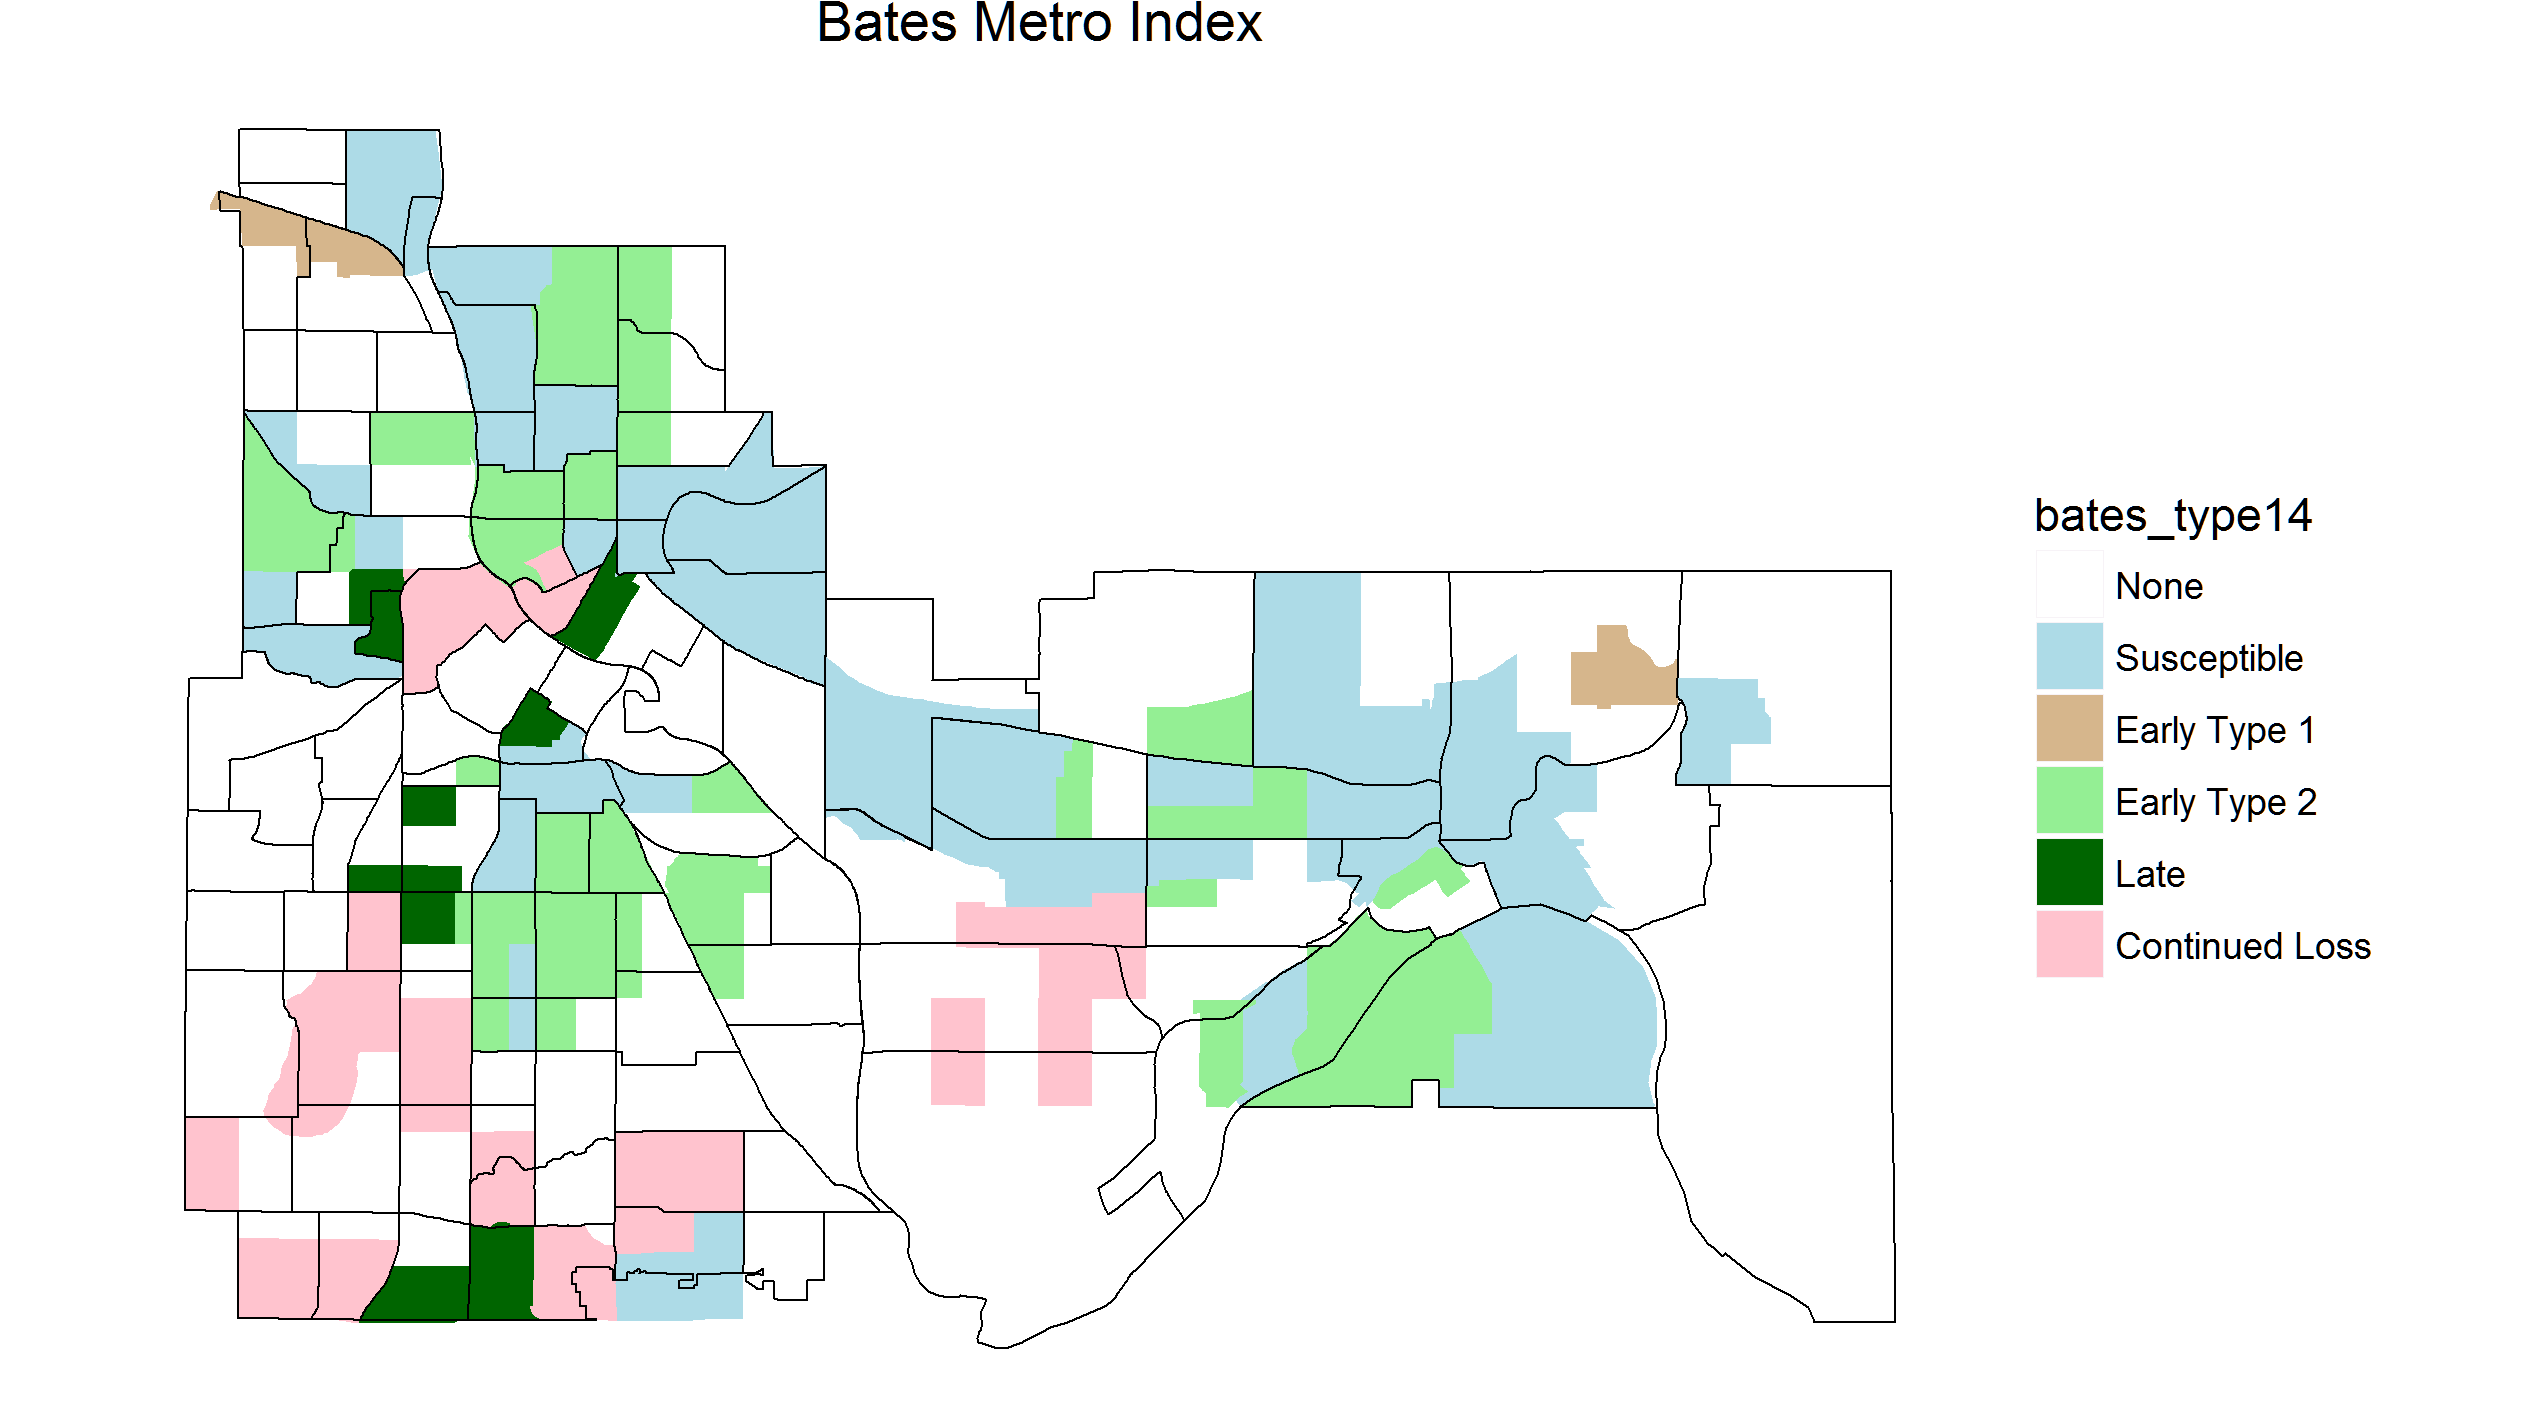 Bates Metro Index
bates_type14
None
Susceptible
Early Type 1
Early Type 2
Late
Continued Loss